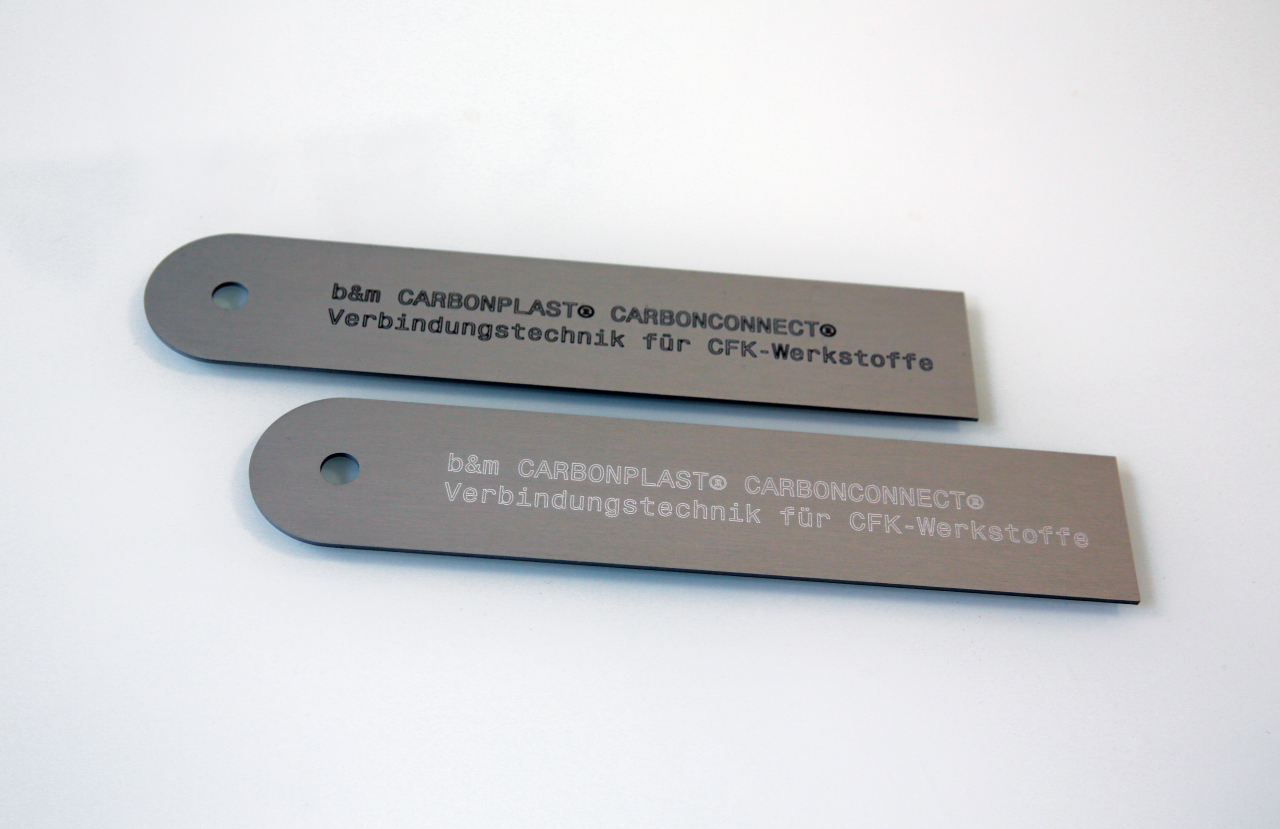 b&m CARBONPLAST® CARBONCONNECT®
Verbindungstechnik für CFK-Werkstoffe
b&m CARBONPLAST® CARBONCONNECT®
Verbindungstechnik für CFK-Werkstoffe